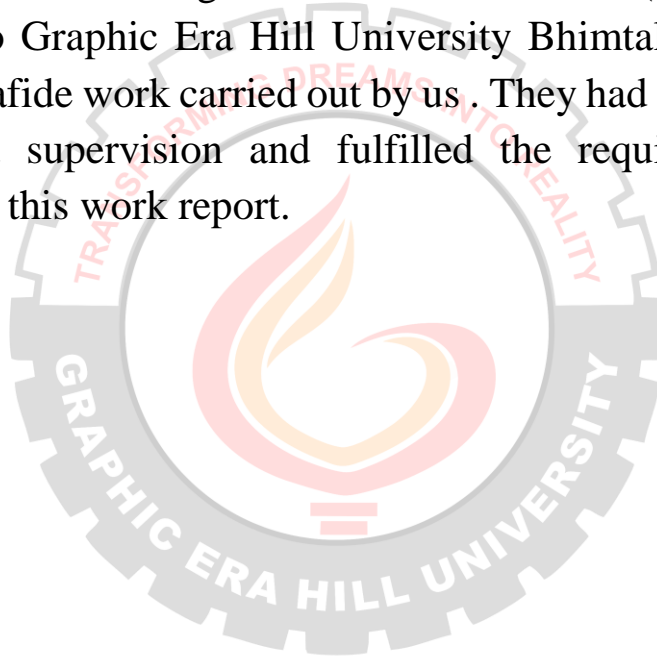 o Graphic Era Hill University Bhimtal
afide work carried out by us . They had
supervision and fulfilled the requi
this work report.
TRANSFORMING DREAMS INTO REALITY
GRAPHIC ERA HILL UNIVERSITY